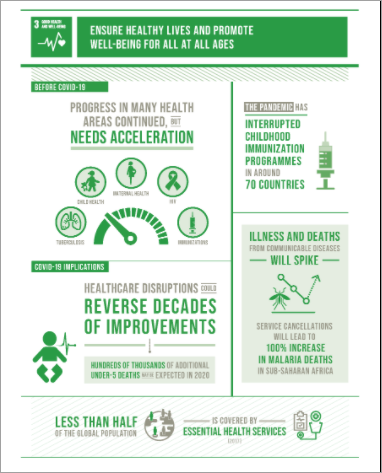 3 GOOD HEALTH
AND WELL-BEING
ENSURE HEALTHY LIVES AND PROMOTE
WELL-BEING FOR ALL AT ALL AGES
BEFORE COVID-19
PROGRESS IN MANY HEALTH
AREAS CONTINUED, BUT
NEEDS ACCELERATION
CHILD HEALTH
MATERNAL HEALTH
HIV
TUBERCULOSIS
IMMUNIZATIONS
THE PANDEMIC HAS
INTERRUPTED
CHILDHOOD
IMMUNIZATION
PROGRAMMES
IN AROUND
70 COUNTRIES
COVID-19 IMPLICATIONS
HEALTHCARE DISRUPTIONS COULD
REVERSE DECADES
OF IMPROVEMENTS
HUNDREDS OF THOUSANDS OF ADDITIONAL
UNDER-5 DEATHS MAY BE EXPECTED IN 2020
ILLNESS AND DEATHS
FROM COMMUNICABLE DISEASES
WILL SPIKE
SERVICE CANCELLATIONS
WILL LEAD TO
100% INCREASE
IN MALARIA DEATHS
IN SUB-SAHARAN AFRICA
LESS THAN HALF
OF THE GLOBAL POPULATION
IS COVERED BY
ESSENTIAL HEALTH SERVICES
(2017)